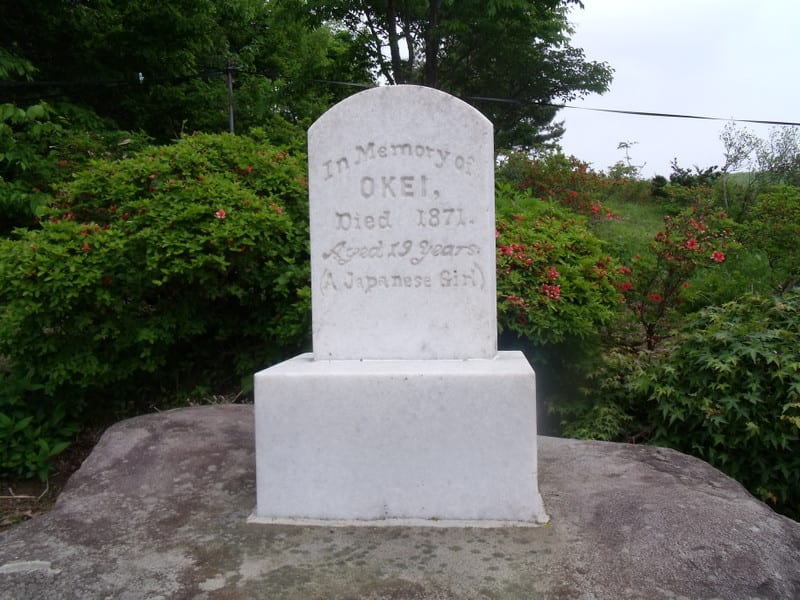 In Memory of
OKEI,
Died 1871.
Aged 19 Years.
(A Japanese Girl)